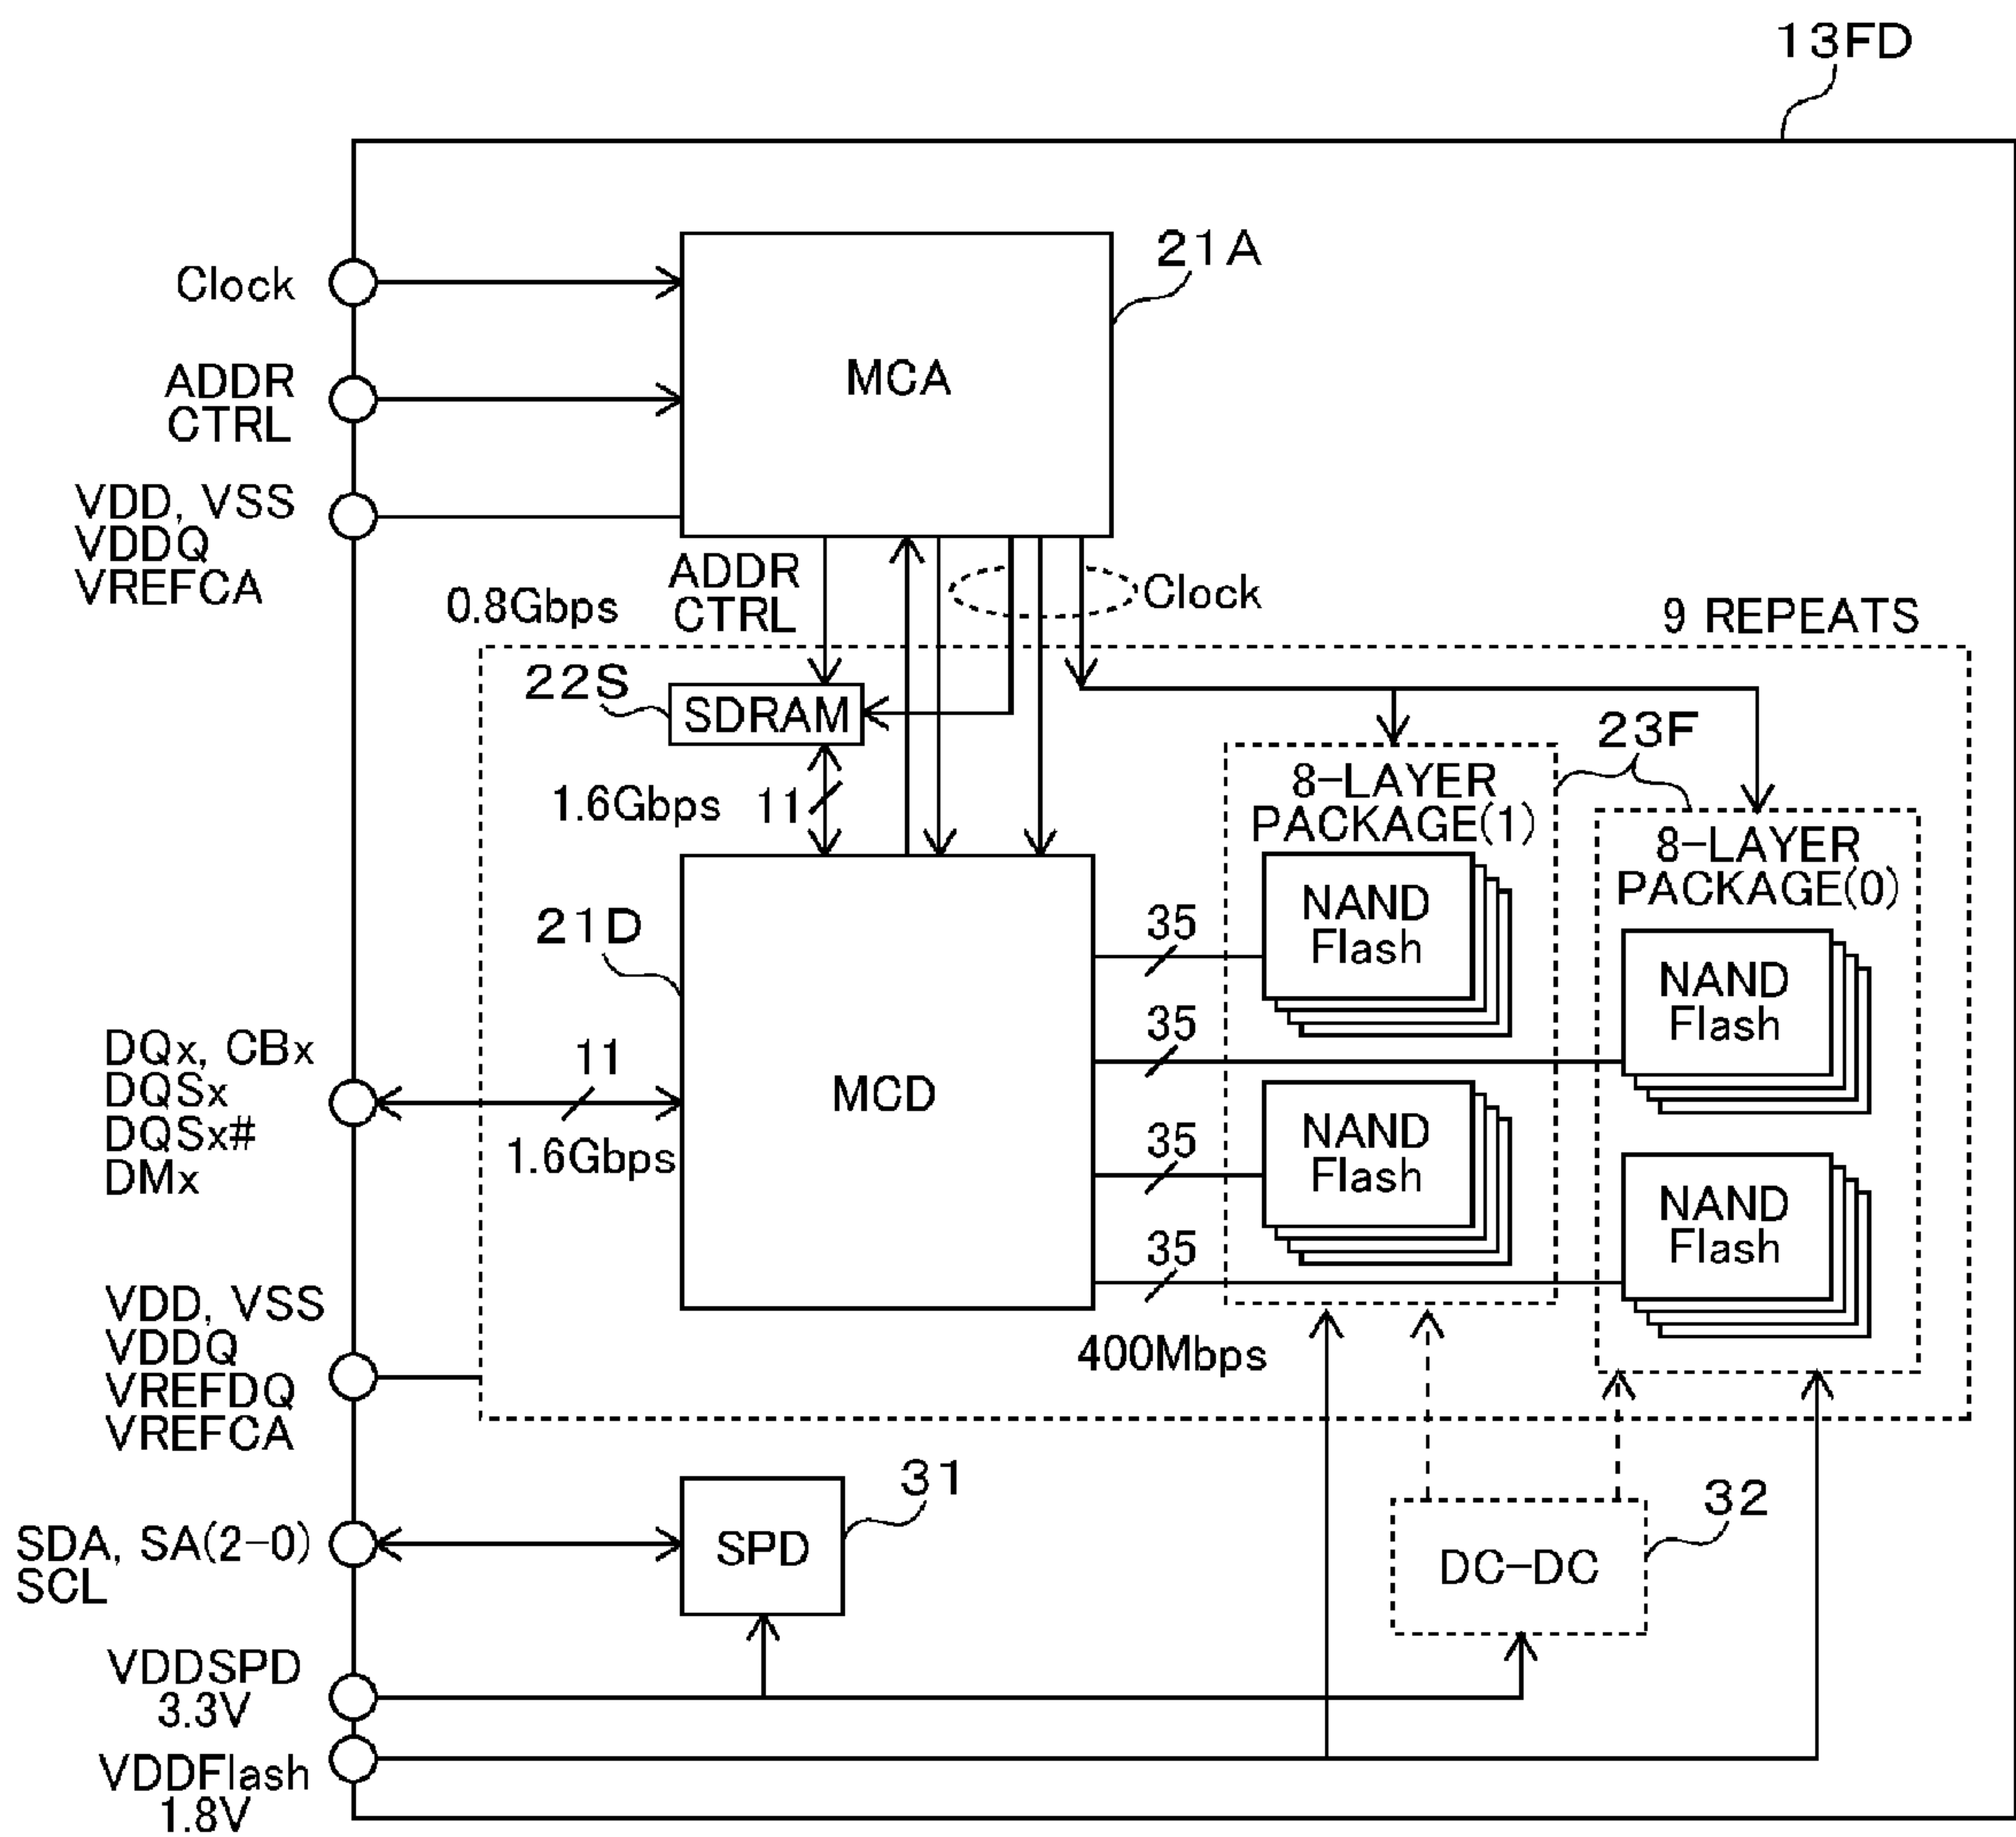 13FD
21A
Clock
MCA
ADDR
CTRL
VDD, VSS
VDDQ
VREFCA
ADDR
CTRL
0.8Gbps
Clock
9 REPEATS
22S
SDRAM
23F
1.6Gbps
11
8-LAYER
PACKAGE(1)
8-LAYER
PACKAGE(0)
21D
35
NAND
Flash
NAND
Flash
35
DQx, CBx
DQSx
DQSx#
DMx
11
1.6Gbps
MCD
35
NAND
Flash
NAND
Flash
35
400Mbps
VDD, VSS
VDDQ
VREFDQ
VREFCA
31
32
SDA, SA(2-0)
SCL
SPD
DC-DC
VDDSPD
3.3V
VDDFlash
1.8V